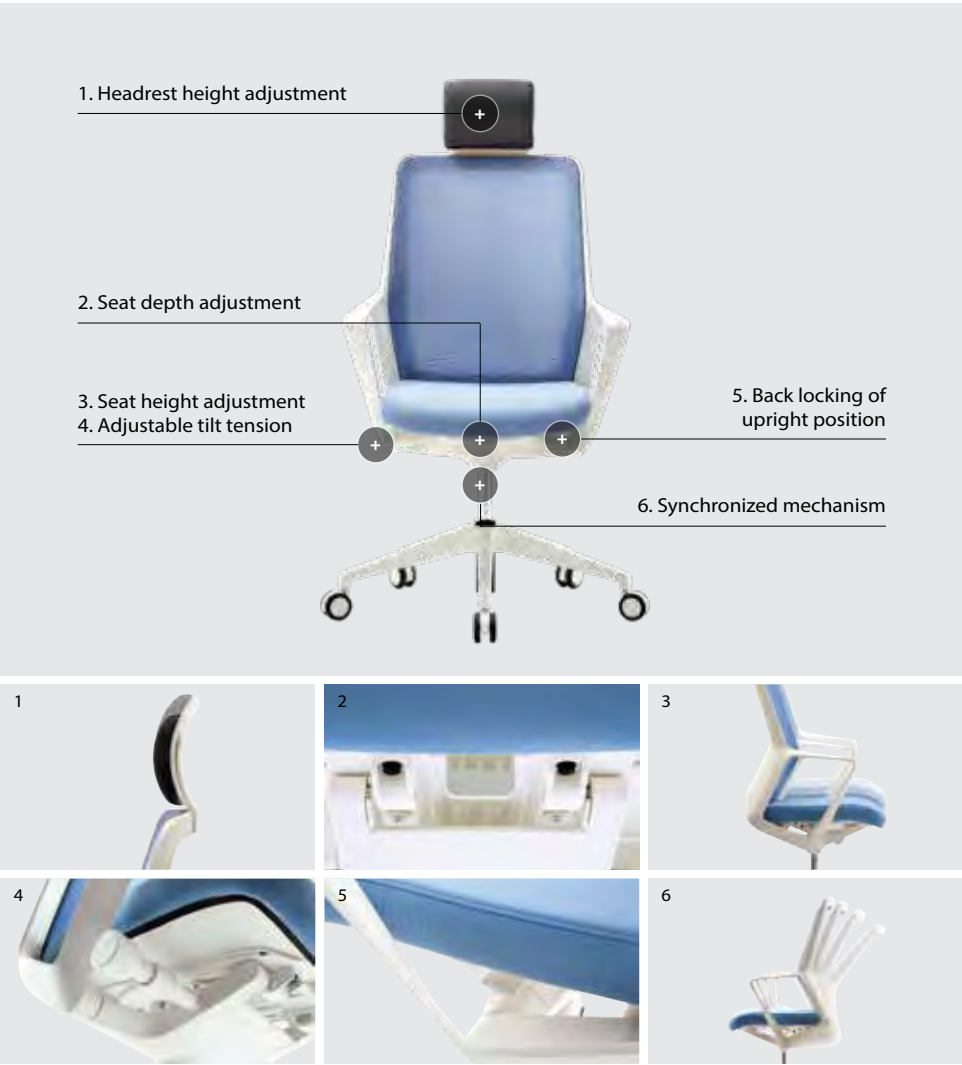 1. Headrest height adjustment
2. Seat depth adjustment
3. Seat height adjustment
4. Adjustable tilt tension
5. Back locking of
upright position
6. Synchronized mechanism
1
2
3
4
5
6